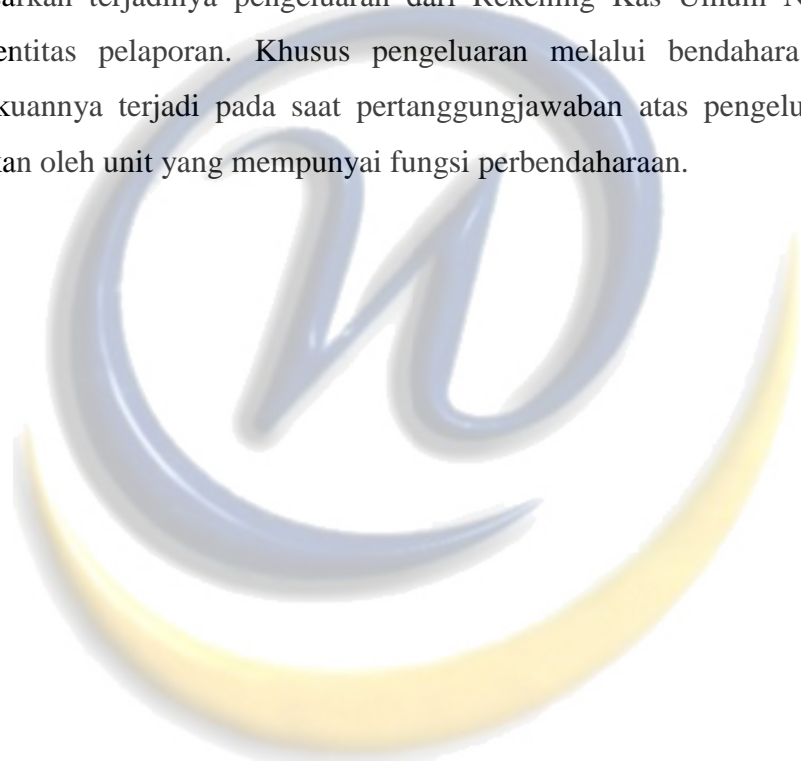 arkan terjadinya pengeluaran dari Rekening Kas Umum N
entitas pelaporan. Khusus pengeluaran melalui bendahara
kuannya terjadi pada saat pertanggungjawaban atas pengelu
kan oleh unit yang mempunyai fungsi perbendaharaan.